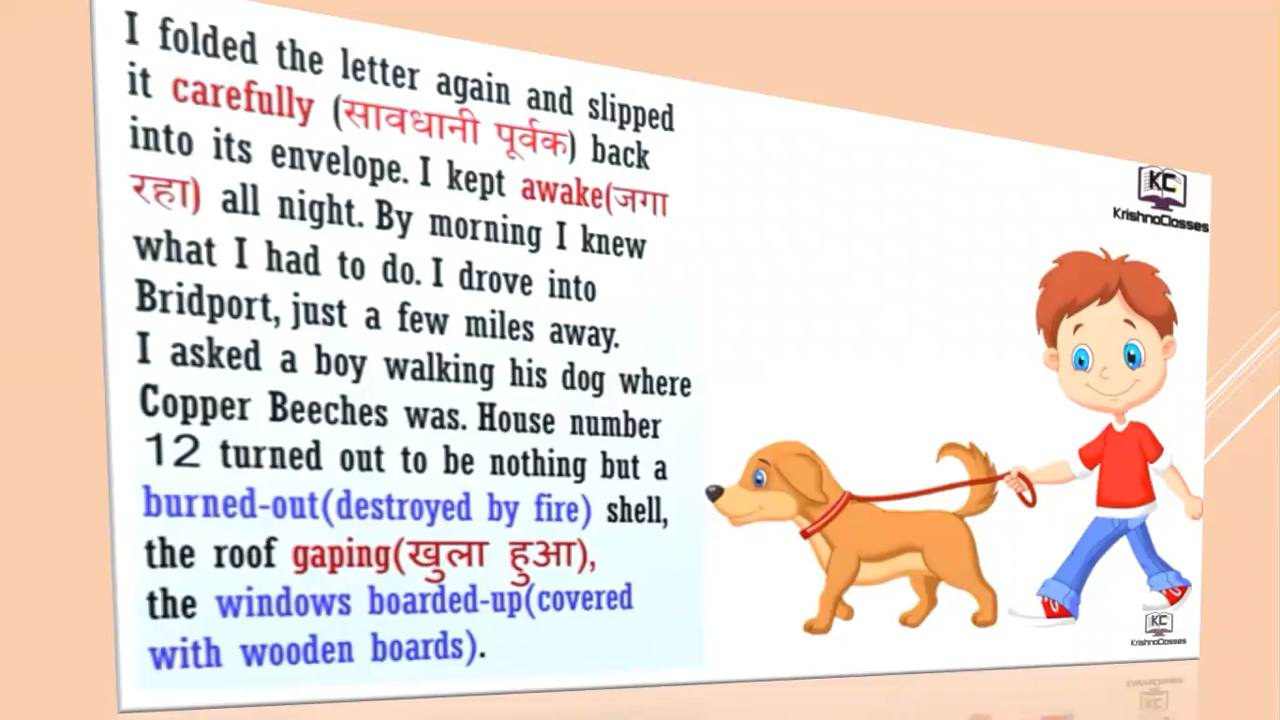 I folded the letter again and slipped
it carefully (सावधानी पूर्वक) back
into its envelope. I kept awake(जगा
रहा) all night. By morning I knew
what I had to do. I drove into
Bridport, just a few miles away.
I asked a boy walking his dog where
Copper Beeches was. House number
12 turned out to be nothing but a
burned-out(destroyed by fire) shell,
the roof gaping(खुला हुआ),
the windows boarded-up(covered
with wooden boards).
KC
KrishnaClasses
KC
KrishnaClasses